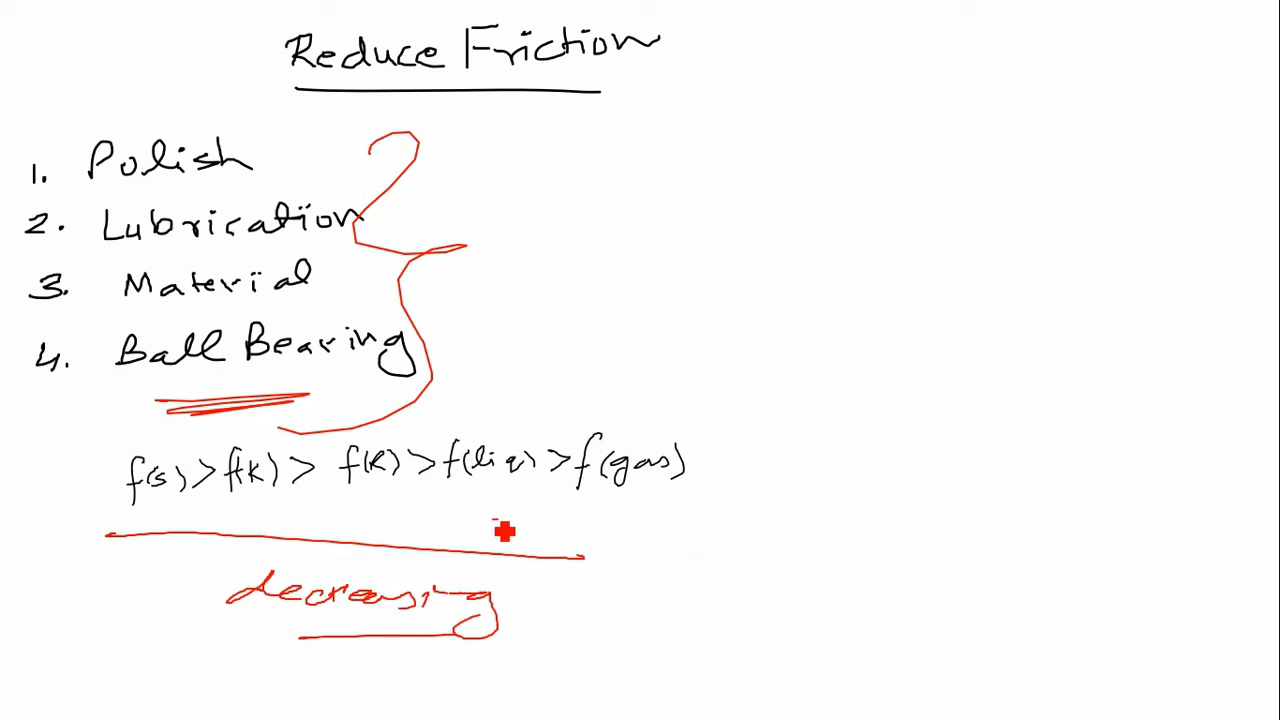 Reduce Friction
1. Polish
2. Lubrication
3. Material
4. Ball Bearing
f(s) > f(k) > f(R) > f(liq) > f(gas)
decreasing